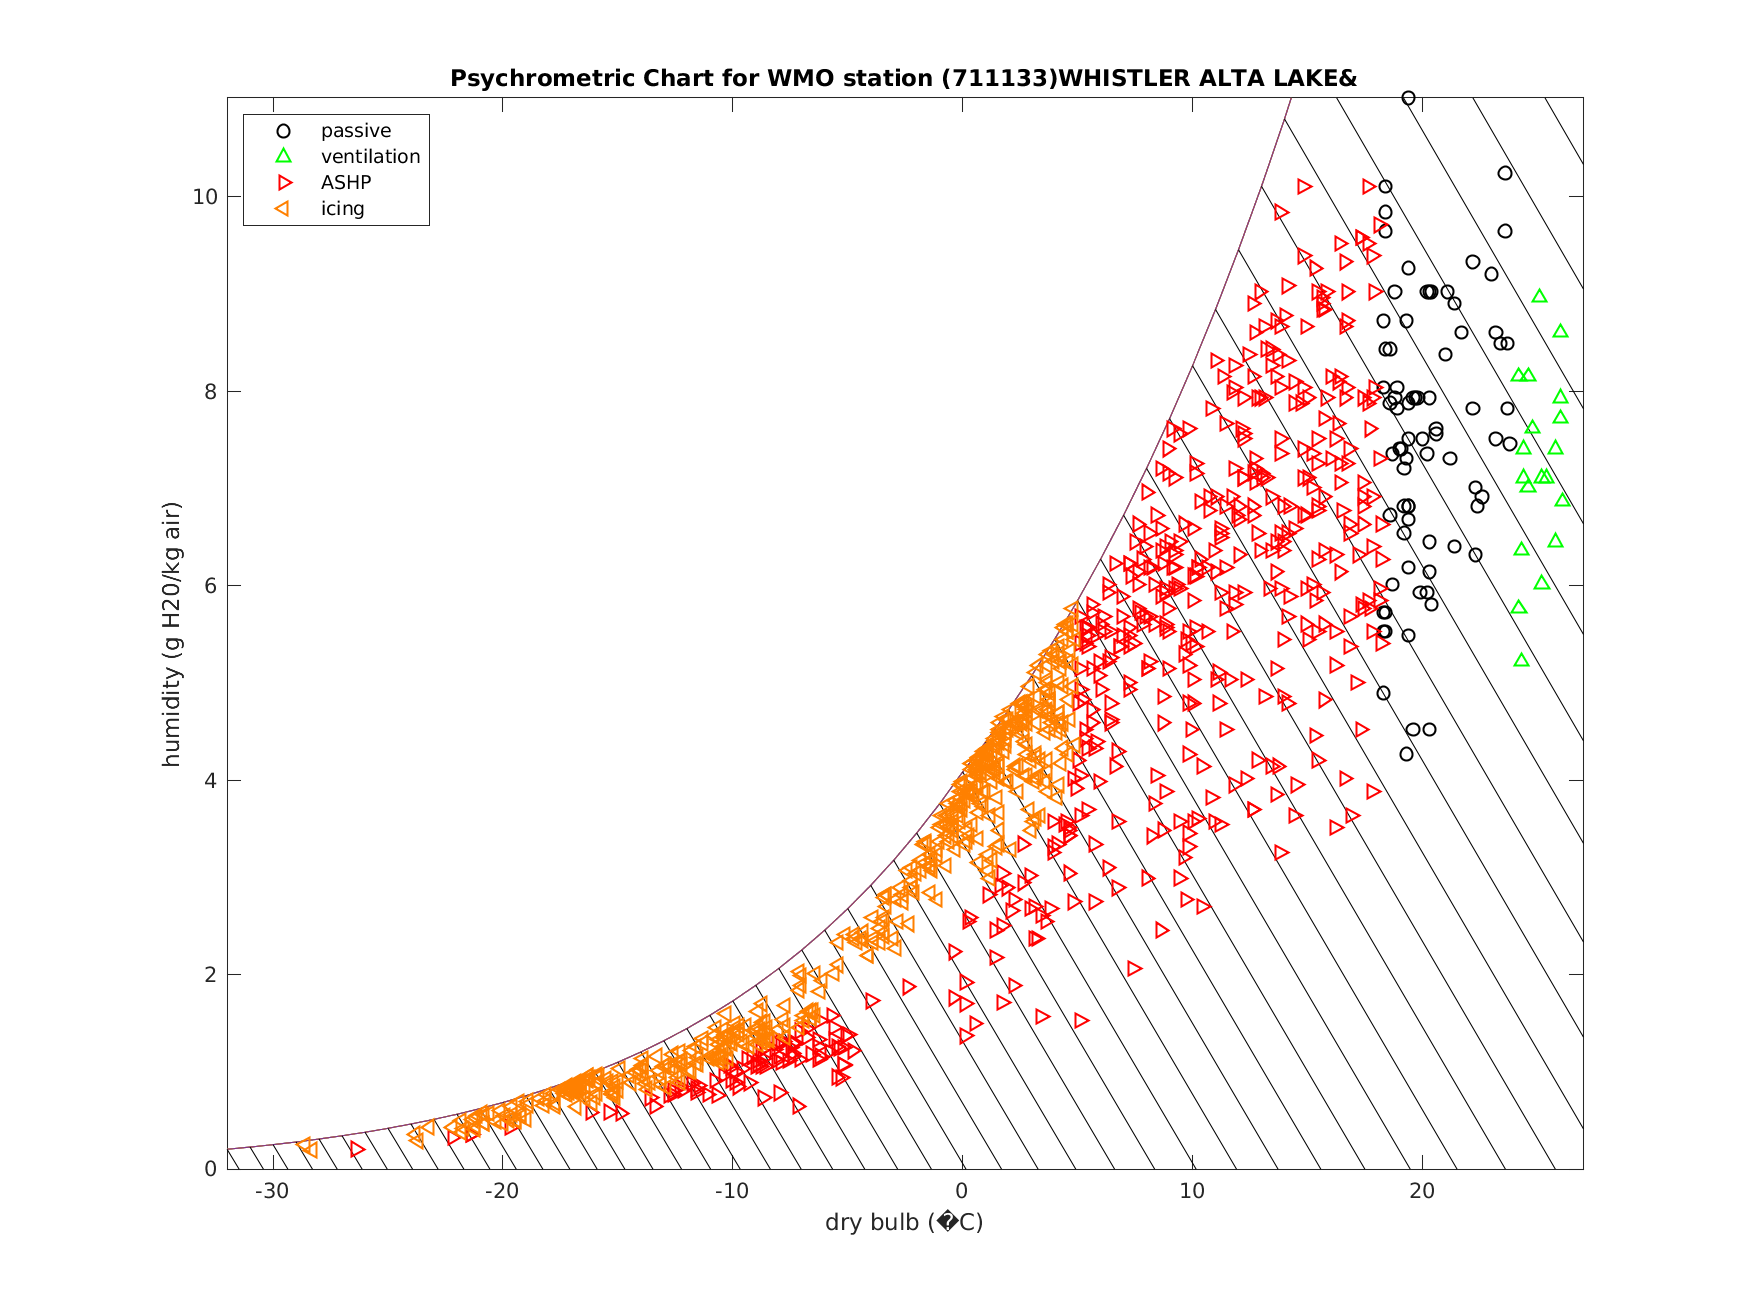 Psychrometric Chart for WMO station (711133)WHISTLER ALTA LAKE&
passive
ventilation
ASHP
icing
humidity (g H20/kg air)
10
8
6
4
2
0
-30
-20
-10
0
10
20
dry bulb (�C)